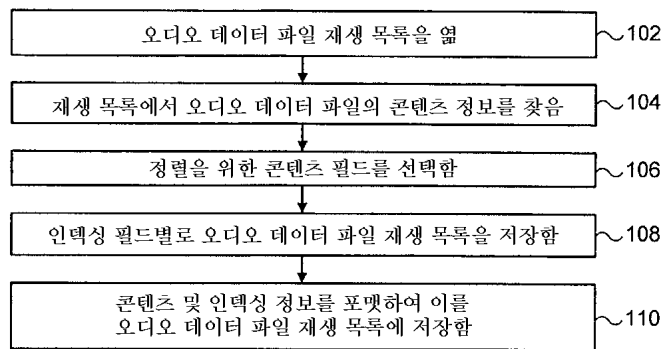 오디오 데이터 파일 재생 목록을 엶
102
재생 목록에서 오디오 데이터 파일의 콘텐츠 정보를 찾음
104
정렬을 위한 콘텐츠 필드를 선택함
106
인덱싱 필드별로 오디오 데이터 파일 재생 목록을 저장함
108
콘텐츠 및 인덱싱 정보를 포맷하여 이를
오디오 데이터 파일 재생 목록에 저장함
110